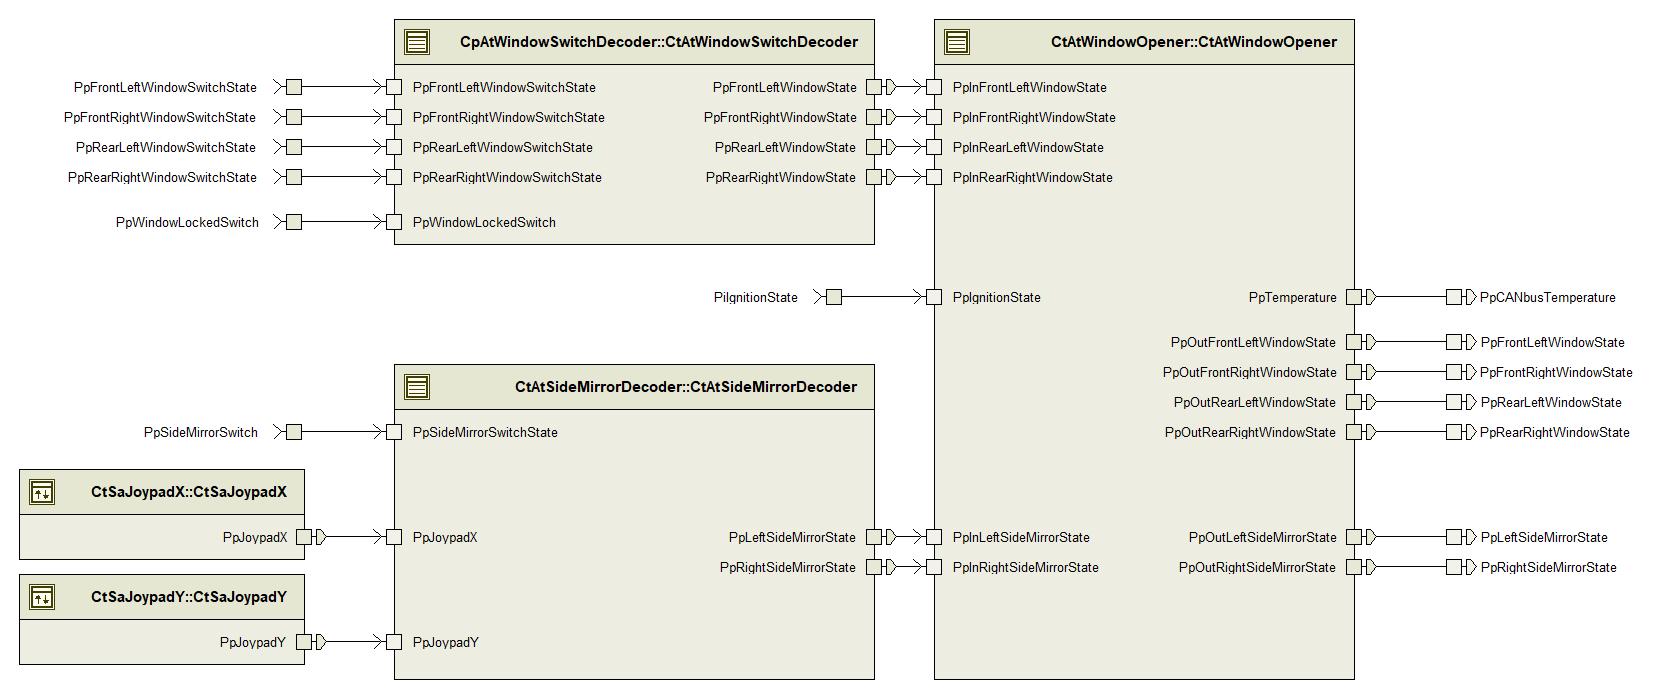 CpAtWindowSwitchDecoder::CtAtWindowSwitchDecoder
CtAtWindowOpener::CtAtWindowOpener
PpFrontLeftWindowSwitchState
PpFrontLeftWindowSwitchState
PpFrontLeftWindowState
PpInFrontLeftWindowState
PpFrontRightWindowSwitchState
PpFrontRightWindowSwitchState
PpFrontRightWindowState
PpInFrontRightWindowState
PpRearLeftWindowSwitchState
PpRearLeftWindowSwitchState
PpRearLeftWindowState
PpInRearLeftWindowState
PpRearRightWindowSwitchState
PpRearRightWindowSwitchState
PpRearRightWindowState
PpInRearRightWindowState
PpWindowLockedSwitch
PpWindowLockedSwitch
PiIgnitionState
PpIgnitionState
PpTemperature
PpCANbusTemperature
PpOutFrontLeftWindowState
PpFrontLeftWindowState
PpOutFrontRightWindowState
PpFrontRightWindowState
CtAtSideMirrorDecoder::CtAtSideMirrorDecoder
PpOutRearLeftWindowState
PpRearLeftWindowState
PpSideMirrorSwitch
PpSideMirrorSwitchState
PpOutRearRightWindowState
PpRearRightWindowState
CtSaJoypadX::CtSaJoypadX
PpJoypadX
PpJoypadX
PpLeftSideMirrorState
PpInLeftSideMirrorState
PpOutLeftSideMirrorState
PpLeftSideMirrorState
PpRightSideMirrorState
PpInRightSideMirrorState
PpOutRightSideMirrorState
PpRightSideMirrorState
CtSaJoypadY::CtSaJoypadY
PpJoypadY
PpJoypadY